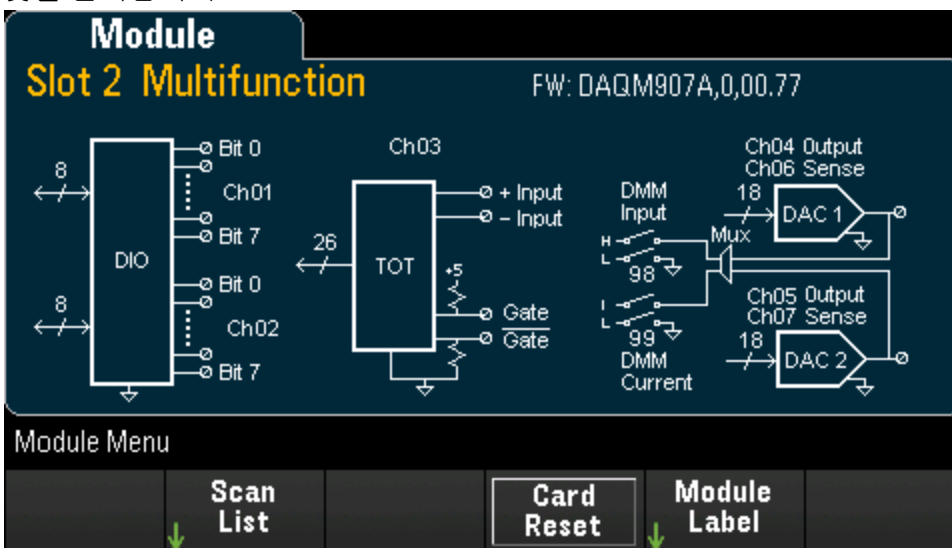 Module
Slot 2 Multifunction
FW: DAQM907A,0,00.77
8
DIO
8
Bit 0
Ch01
Bit 7
Bit 0
Ch02
Bit 7
Ch03
26
TOT
+ Input
- Input
+5
Gate
Gate
DMM
Input
H
L
98
I
L
99
DMM
Current
Mux
Ch04 Output
Ch06 Sense
18
DAC 1
Ch05 Output
Ch07 Sense
18
DAC 2
Module Menu
Scan
List
Card
Reset
Module
Label